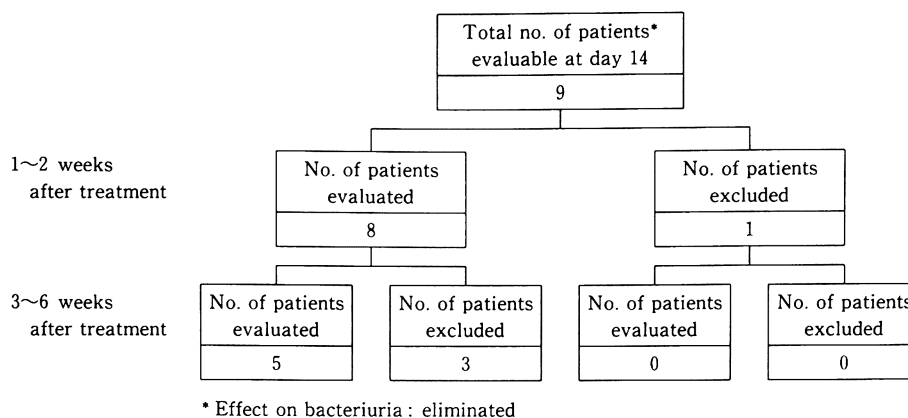 Total no. of patients*
evaluable at day 14
9
1~2 weeks
after treatment
No. of patients
evaluated
8
No. of patients
excluded
1
3~6 weeks
after treatment
No. of patients
evaluated
5
No. of patients
excluded
3
No. of patients
evaluated
0
No. of patients
excluded
0
* Effect on bacteriuria : eliminated